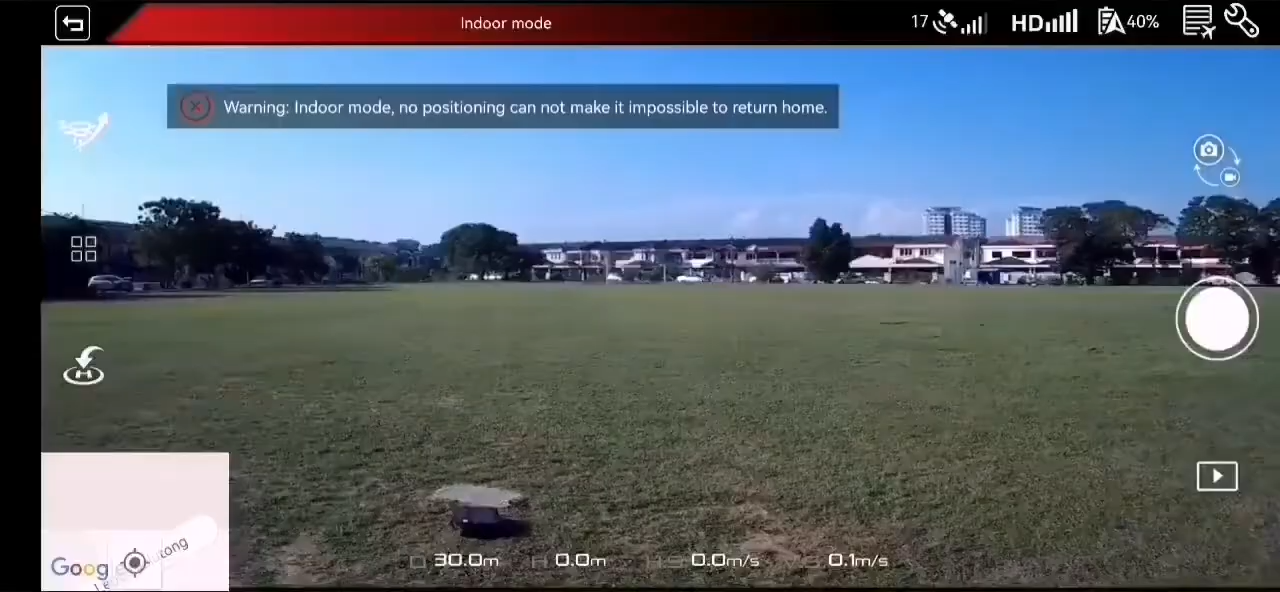 Indoor mode
17
HD
40%
Warning: Indoor mode, no positioning can not make it impossible to return home.
30.0m
0.0m
0.0m/s
0.1m/s
Goog